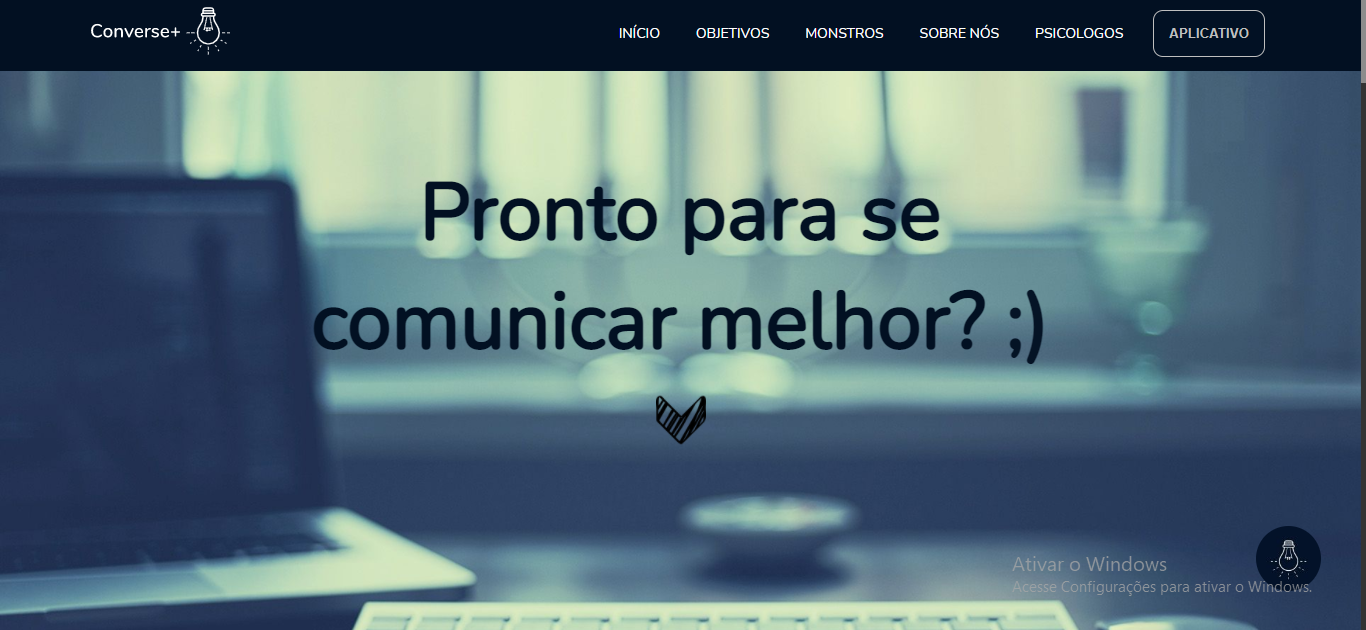 Converse+
INÍCIO
OBJETIVOS
MONSTROS
SOBRE NÓS
PSICOLOGOS
APLICATIVO
Pronto para se
comunicar melhor? ;)
Ativar o Windows
Acesse Configurações para ativar o Windows.